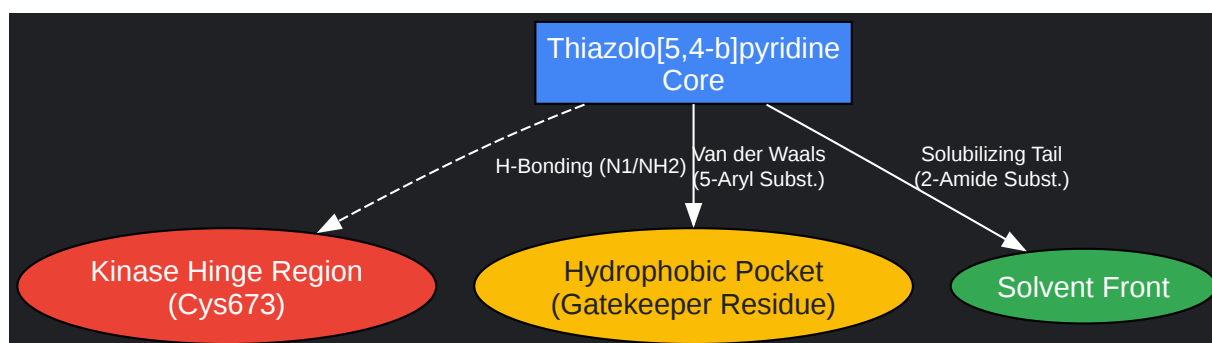 Thiazolo[5,4-b]pyridine
Core
H-Bonding (N1/NH2)
Van der Waals
(5-Aryl Subst.)
Solubilizing Tail
(2-Amide Subst.)
Kinase Hinge Region
(Cys673)
Hydrophobic Pocket
(Gatekeeper Residue)
Solvent Front